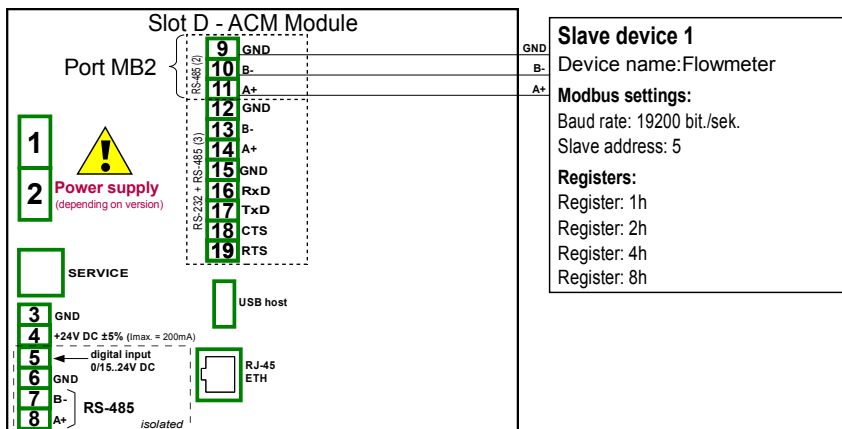 Slot D - ACM Module
Port MB2
RS-485 (2)
9 GND
10 B-
11 A+
RS-232 + RS-485 (3)
12 GND
13 B-
14 A+
15 GND
16 RxD
17 TxD
18 CTS
19 RTS
GND
B-
A+
Slave device 1
Device name:Flowmeter
Modbus settings:
Baud rate: 19200 bit./sek.
Slave address: 5
Registers:
Register: 1h
Register: 2h
Register: 4h
Register: 8h
1
2
Power supply
(depending on version)
SERVICE
USB host
3 GND
4 +24V DC ±5% (Imax. = 200mA)
5 digital input
0/15..24V DC
6 GND
7 B-
8 A+
RS-485
isolated
RJ-45
ETH